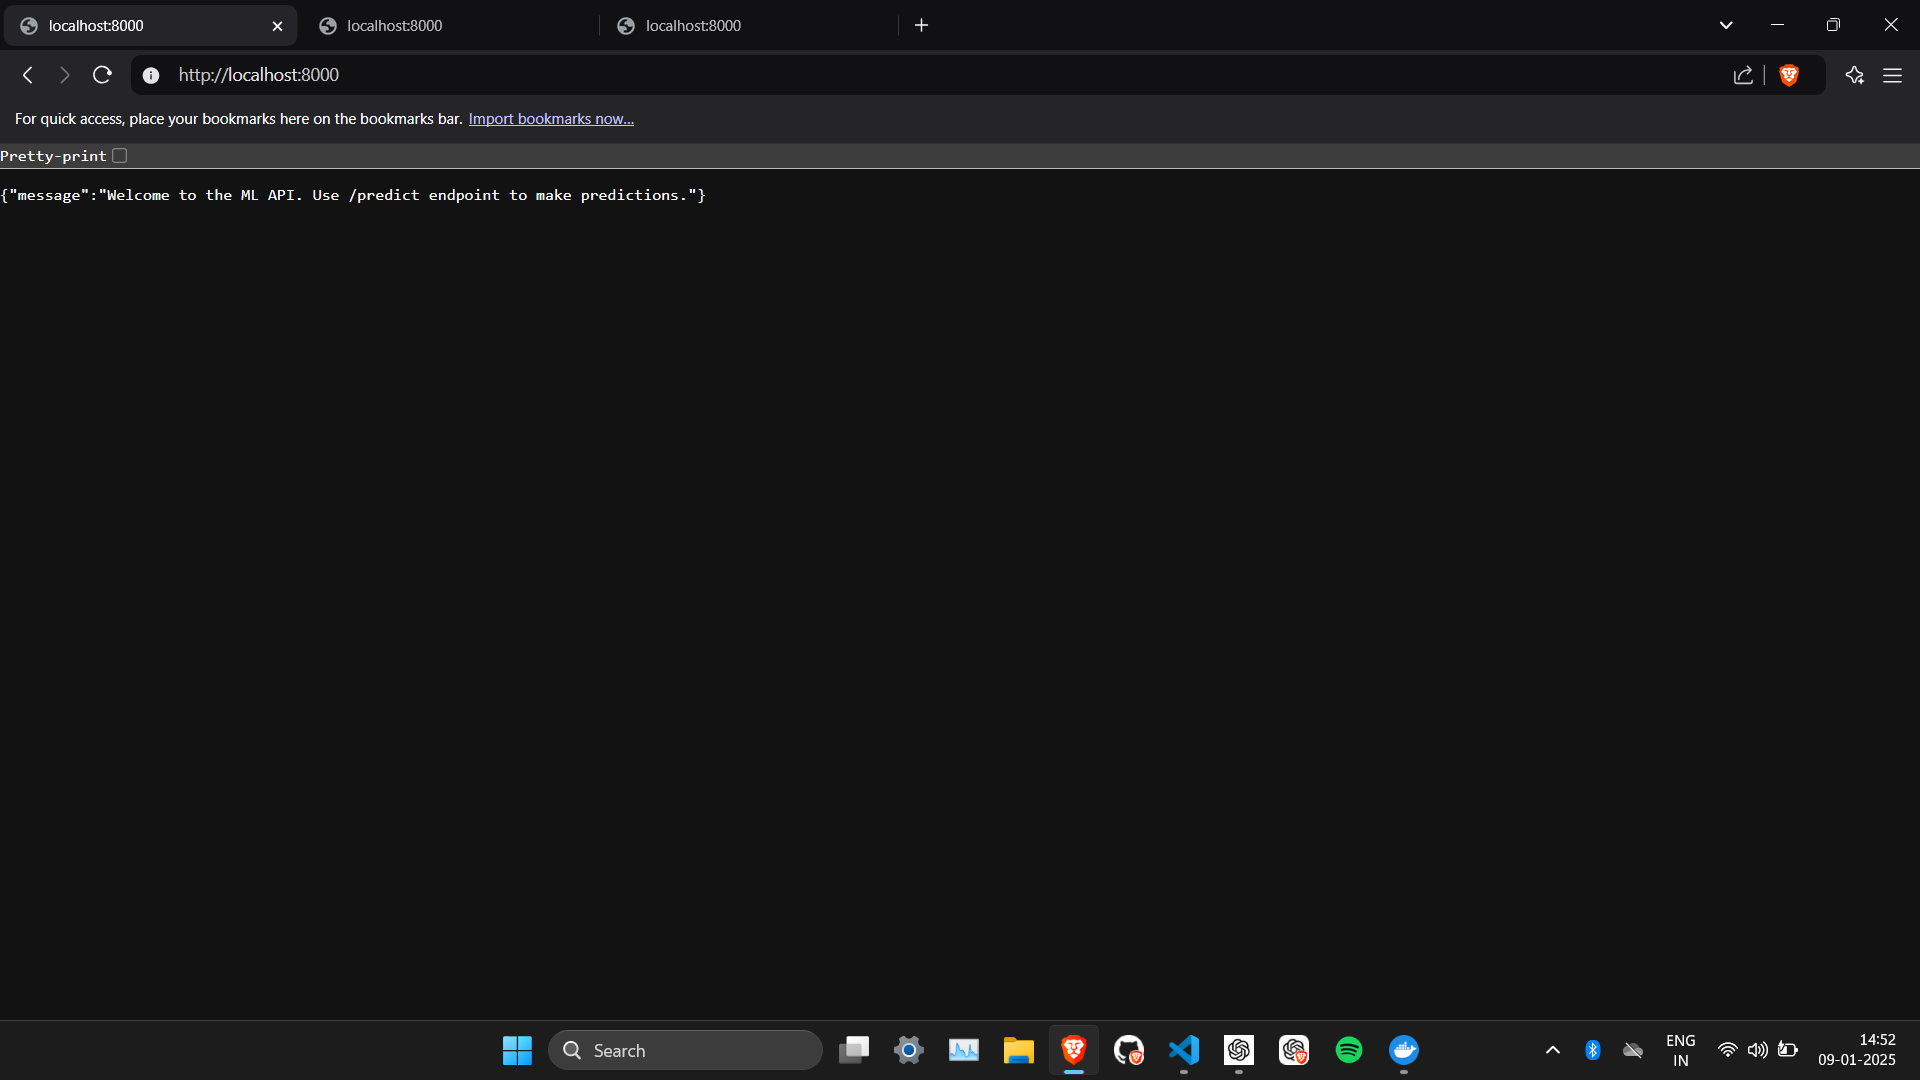 localhost:8000
localhost:8000
localhost:8000
http://localhost:8000
For quick access, place your bookmarks here on the bookmarks bar. Import bookmarks now...
Pretty-print
{"message":"Welcome to the ML API. Use /predict endpoint to make predictions."}
Search
ENG
IN
14:52
09-01-2025